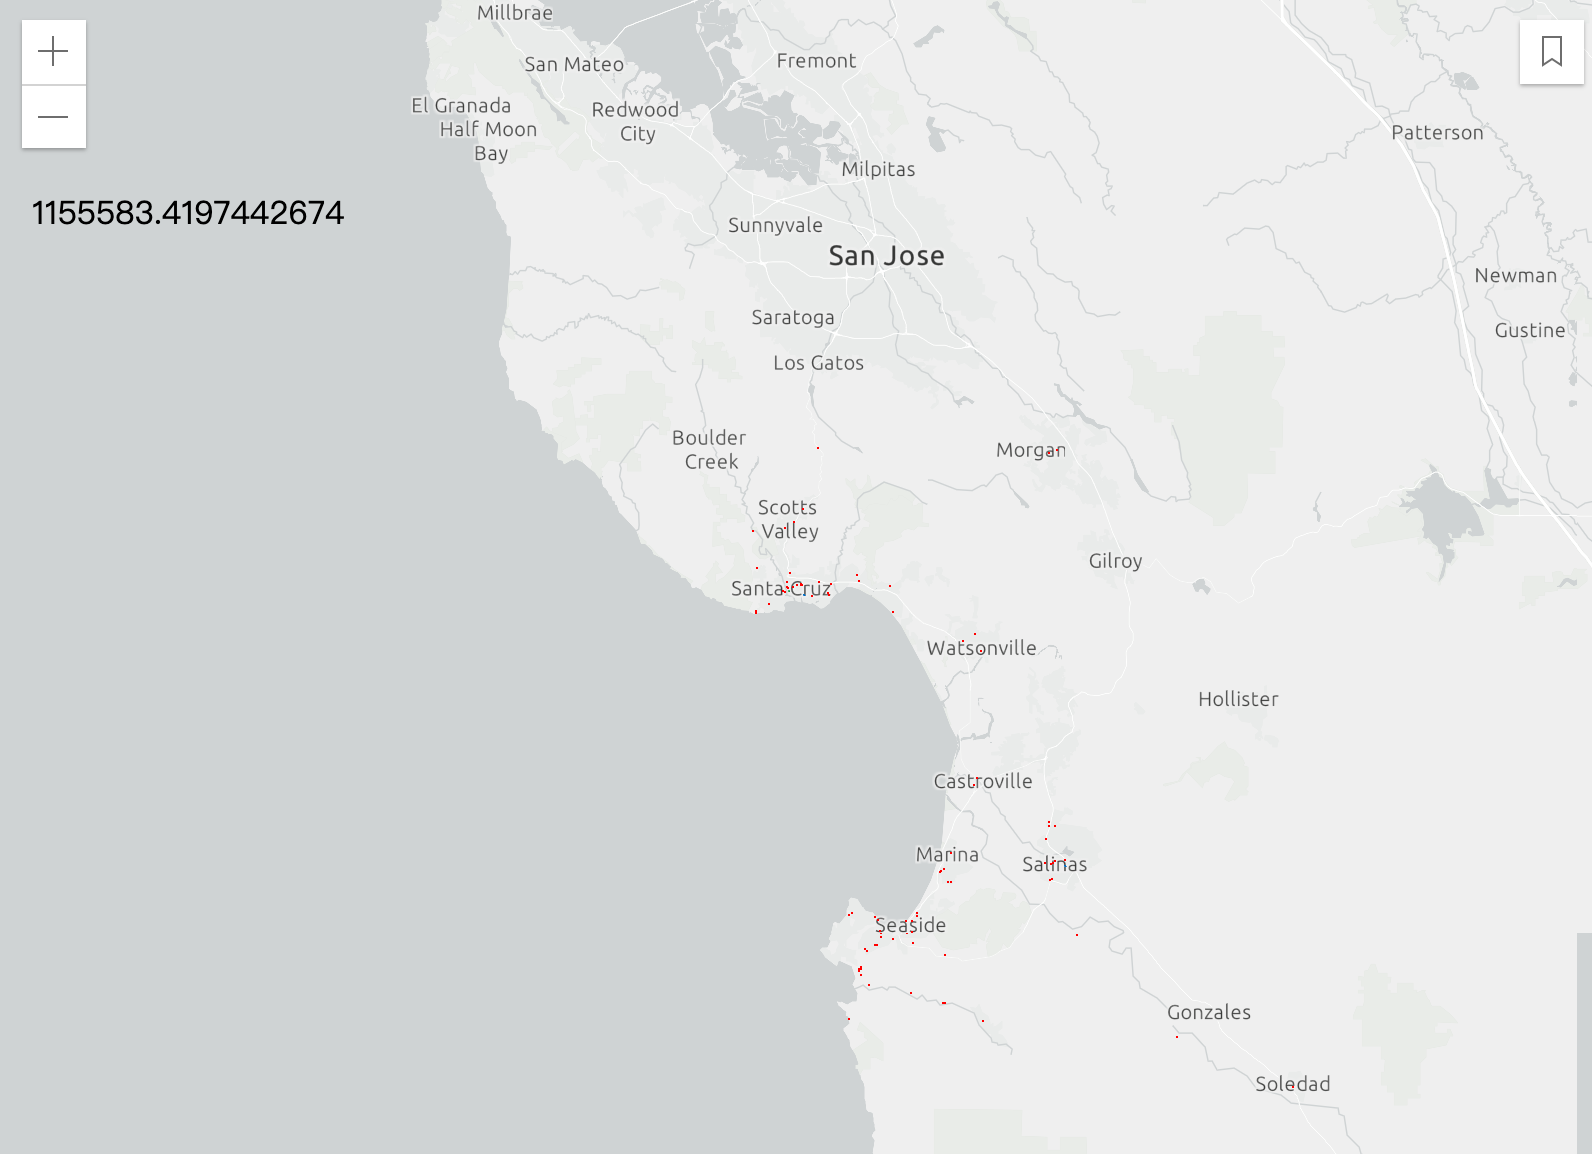 Millbrae
San Mateo
Fremont
El Granada
Redwood
City
Half Moon
Bay
Patterson
Milpitas
1155583.4197442674
Sunnyvale
San Jose
Newman
Saratoga
Gustine
Los Gatos
Boulder
Creek
Morgan
Scotts
Valley
Gilroy
Santa Cruz
Watsonville
Hollister
Castroville
Marina
Salinas
Seaside
Gonzales
Soledad